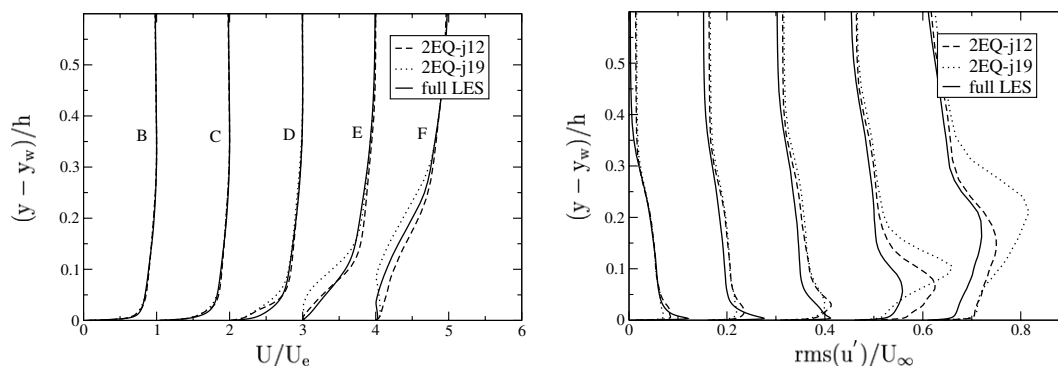 0.5
0.4
0.3
0.2
0.1
0
(y − y_w)/h
B
C
D
E
F
2EQ-j12
2EQ-j19
full LES
0 1 2 3 4 5 6
U/U_e
0.5
0.4
0.3
0.2
0.1
0
(y − y_w)/h
2EQ-j12
2EQ-j19
full LES
0 0.2 0.4 0.6 0.8
rms(u′)/U_∞